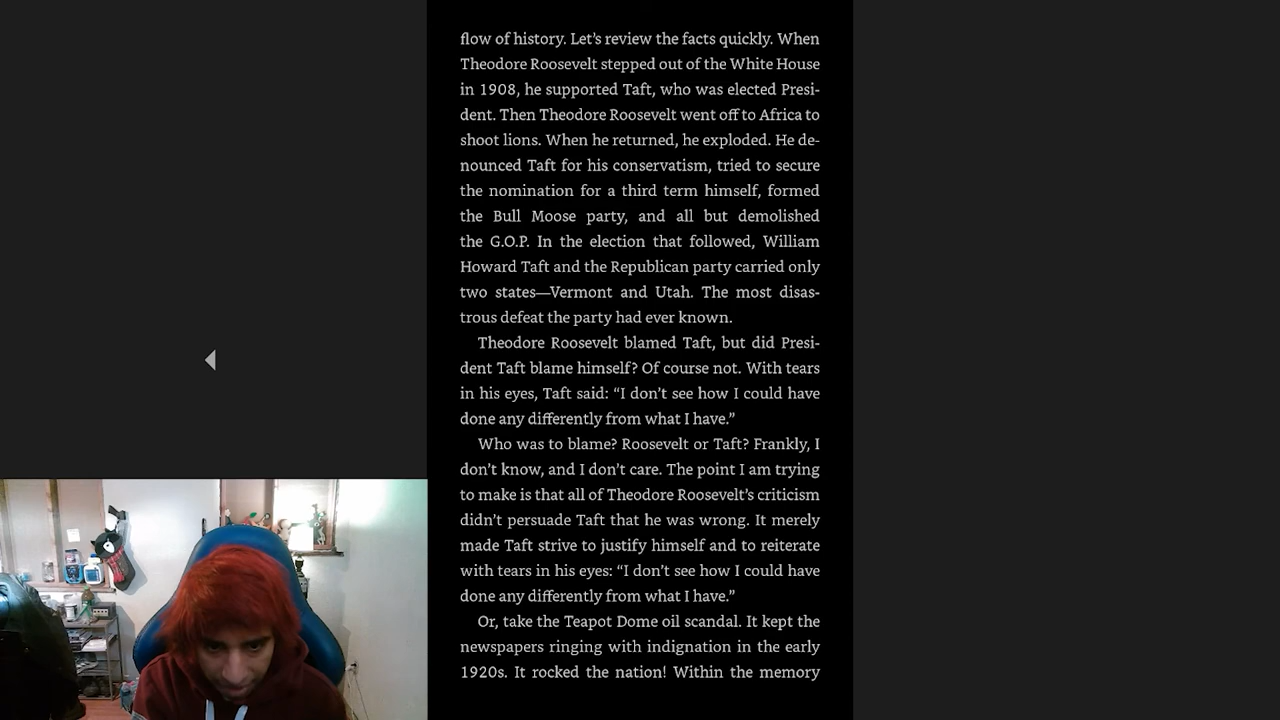 flow of history. Let’s review the facts quickly. When
Theodore Roosevelt stepped out of the White House
in 1908, he supported Taft, who was elected Presi-
dent. Then Theodore Roosevelt went off to Africa to
shoot lions. When he returned, he exploded. He de-
nounced Taft for his conservatism, tried to secure
the nomination for a third term himself, formed
the Bull Moose party, and all but demolished
the G.O.P. In the election that followed, William
Howard Taft and the Republican party carried only
two states—Vermont and Utah. The most disas-
trous defeat the party had ever known.
Theodore Roosevelt blamed Taft, but did Presi-
dent Taft blame himself? Of course not. With tears
in his eyes, Taft said: “I don’t see how I could have
done any differently from what I have.”
Who was to blame? Roosevelt or Taft? Frankly, I
don’t know, and I don’t care. The point I am trying
to make is that all of Theodore Roosevelt’s criticism
didn’t persuade Taft that he was wrong. It merely
made Taft strive to justify himself and to reiterate
with tears in his eyes: “I don’t see how I could have
done any differently from what I have.”
Or, take the Teapot Dome oil scandal. It kept the
newspapers ringing with indignation in the early
1920s. It rocked the nation! Within the memory